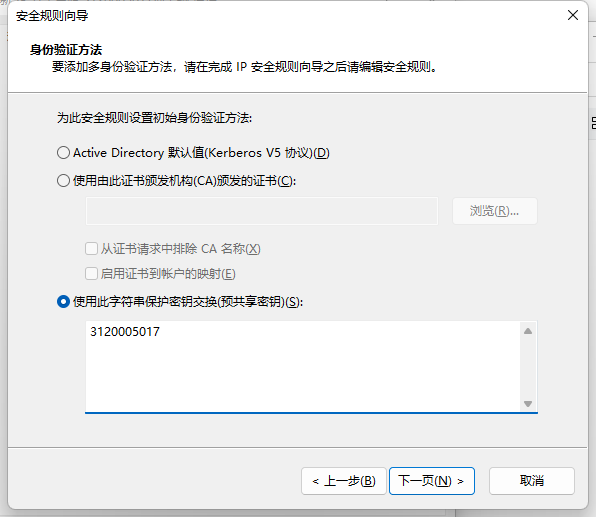 安全规则向导
身份验证方法
要添加多身份验证方法，请在完成 IP 安全规则向导之后请编辑安全规则。
为此安全规则设置初始身份验证方法:
Active Directory 默认值(Kerberos V5 协议)(D)
使用由此证书颁发机构(CA)颁发的证书(C):
浏览(R)...
从证书请求中排除 CA 名称(X)
启用证书到帐户的映射(E)
使用此字符串保护密钥交换(预共享密钥)(S):
3120005017
< 上一步(B) 下一页(N) > 取消